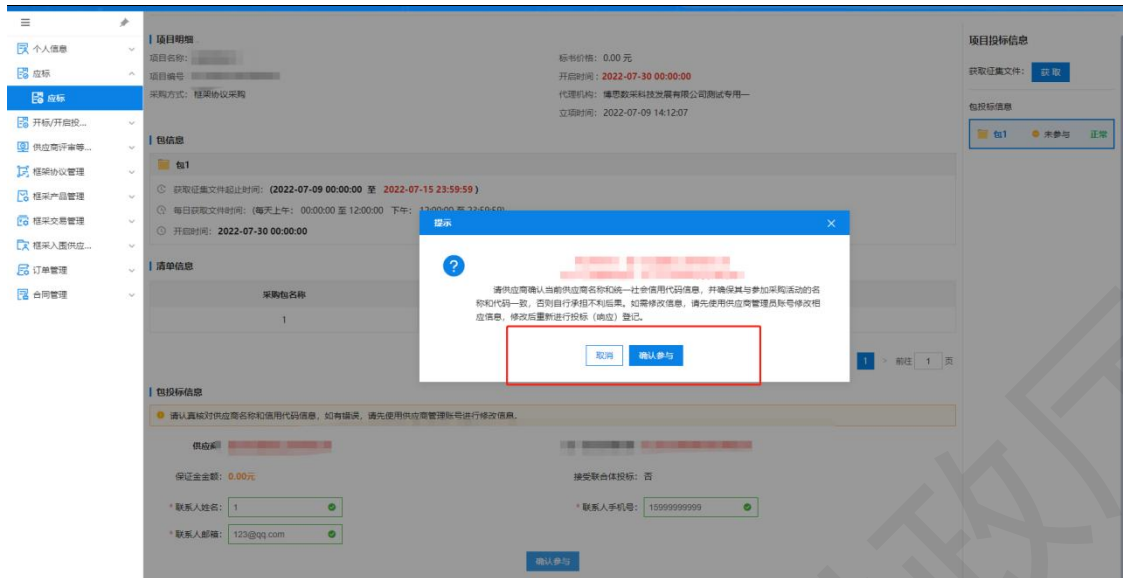 个人信息
应标
应标
开标/开启投...
供应商评审等...
框架协议管理
框采产品管理
框采交易管理
框采入围供应...
订单管理
合同管理
项目明细
项目名称:
标书价格: 0.00 元
项目编号
开启时间: 2022-07-30 00:00:00
采购方式: 框架协议采购
代理机构: 博思数采科技发展有限公司测试专用一
立项时间: 2022-07-09 14:12:07
包信息
包1
获取征集文件起止时间: (2022-07-09 00:00:00 至 2022-07-15 23:59:59 )
每日获取文件时间: (每天上午: 00:00:00 至 12:00:00 下午: 12:00:00 至 23:59:59)
开启时间: 2022-07-30 00:00:00
清单信息
采购包名称
1
1 > 前往 1 页
提示
请供应商确认当前供应商名称和统一社会信用代码信息，并确保其与参加采购活动的名
称和代码一致，否则自行承担不利后果。如需修改信息，请先使用供应商管理员账号修改相
应信息，修改后重新进行投标（响应）登记。
取消 确认参与
包投标信息
请认真核对供应商名称和信用代码信息，如有错误，请先使用供应商管理账号进行修改信息。
供应商
保证金金额: 0.00元
接受联合体投标: 否
*联系人姓名: 1
*联系人手机号: 15999999999
*联系人邮箱: 123@qq.com
确认参与
项目投标信息
获取征集文件: 获取
包投标信息
包1 未参与 正常